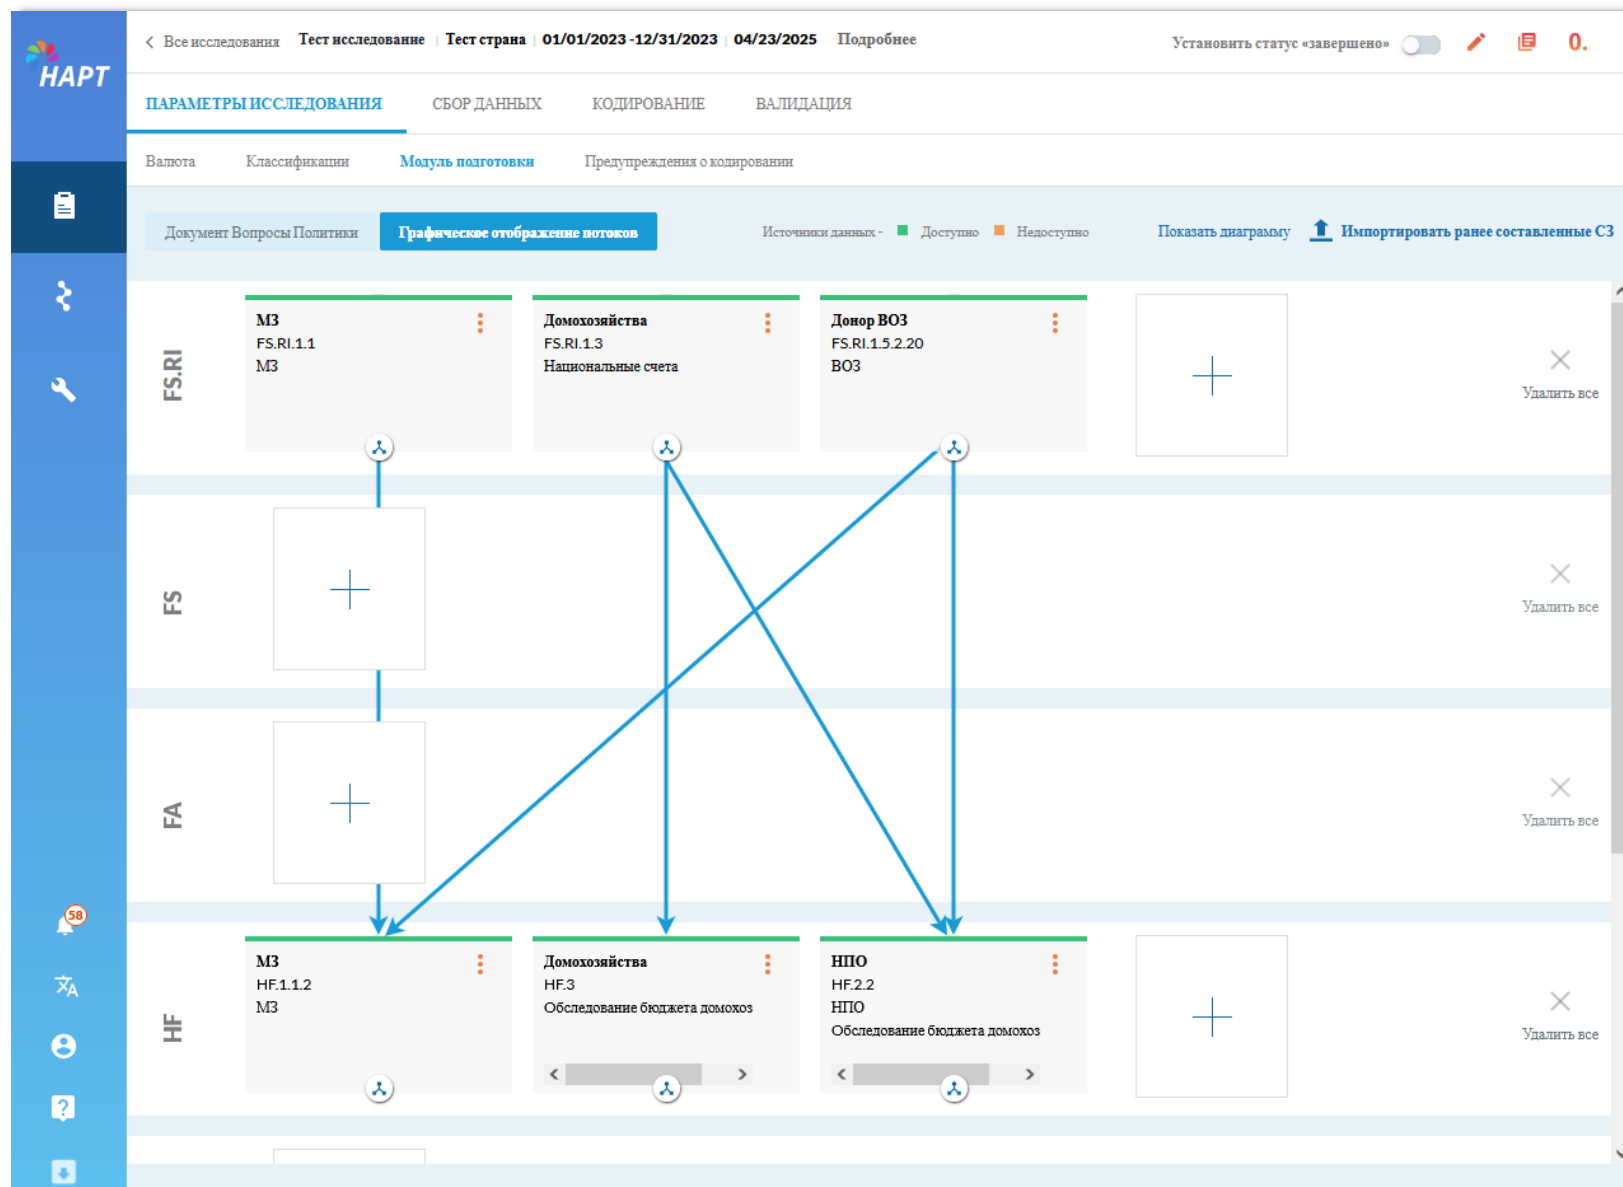 НАРТ
Все исследования Тест исследование Тест страна 01/01/2023 -12/31/2023 04/23/2025 Подробнее Установить статус «завершено» 0.
ПАРАМЕТРЫ ИССЛЕДОВАНИЯ СБОР ДАННЫХ КОДИРОВАНИЕ ВАЛИДАЦИЯ
Валюта Классификации Модуль подготовки Предупреждения о кодировании
Документ Вопросы Политики Графическое отображение потоков Источники данных - Доступно Недоступно Показать диаграмму Импортировать ранее составленные СЗ
FS.RI
МЗ
FS.RI.1.1
МЗ
Домохозяйства
FS.RI.1.3
Национальные счета
Донор ВОЗ
FS.RI.1.5.2.20
ВОЗ
Удалить все
FS
Удалить все
FA
Удалить все
HF
МЗ
HF.1.1.2
МЗ
Домохозяйства
HF.3
Обследование бюджета домохоз
НПО
HF.2.2
НПО
Обследование бюджета домохоз
Удалить все
58